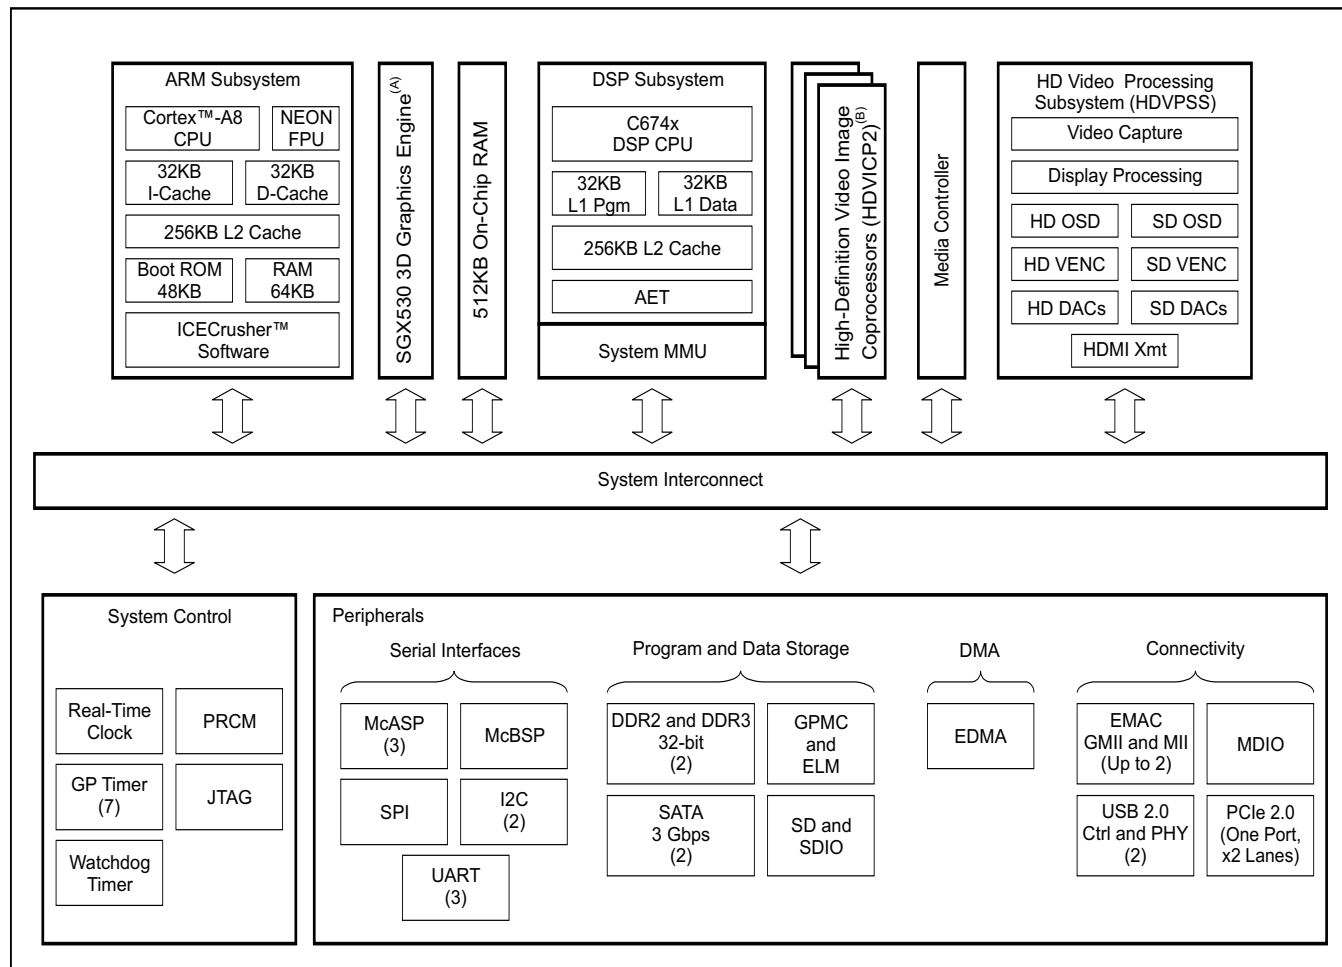 ARM Subsystem
Cortex™-A8
CPU
NEON
FPU
32KB
I-Cache
32KB
D-Cache
256KB L2 Cache
Boot ROM
48KB
RAM
64KB
ICECrusher™
Software
SGX530 3D Graphics Engine(A)
512KB On-Chip RAM
DSP Subsystem
C674x
DSP CPU
32KB
L1 Pgm
32KB
L1 Data
256KB L2 Cache
AET
System MMU
High-Definition Video Image
Coprocessors (HDVICP2)(B)
Media Controller
HD Video Processing
Subsystem (HDVPSS)
Video Capture
Display Processing
HD OSD
SD OSD
HD VENC
SD VENC
HD DACs
SD DACs
HDMI Xmt
System Interconnect
System Control
Real-Time
Clock
PRCM
GP Timer
(7)
JTAG
Watchdog
Timer
Peripherals
Serial Interfaces
McASP
(3)
McBSP
SPI
I2C
(2)
UART
(3)
Program and Data Storage
DDR2 and DDR3
32-bit
(2)
GPMC
and
ELM
SATA
3 Gbps
(2)
SD and
SDIO
DMA
EDMA
Connectivity
EMAC
GMII and MII
(Up to 2)
MDIO
USB 2.0
Ctrl and PHY
(2)
PCIe 2.0
(One Port,
x2 Lanes)